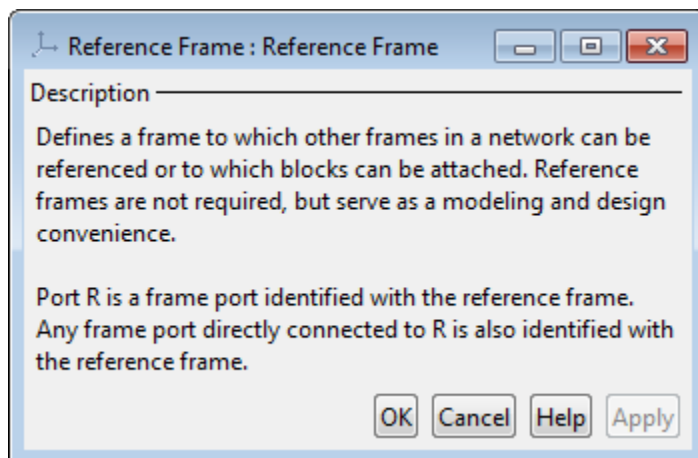 Reference Frame : Reference Frame
Description
Defines a frame to which other frames in a network can be
referenced or to which blocks can be attached. Reference
frames are not required, but serve as a modeling and design
convenience.
Port R is a frame port identified with the reference frame.
Any frame port directly connected to R is also identified with
the reference frame.
OK Cancel Help Apply